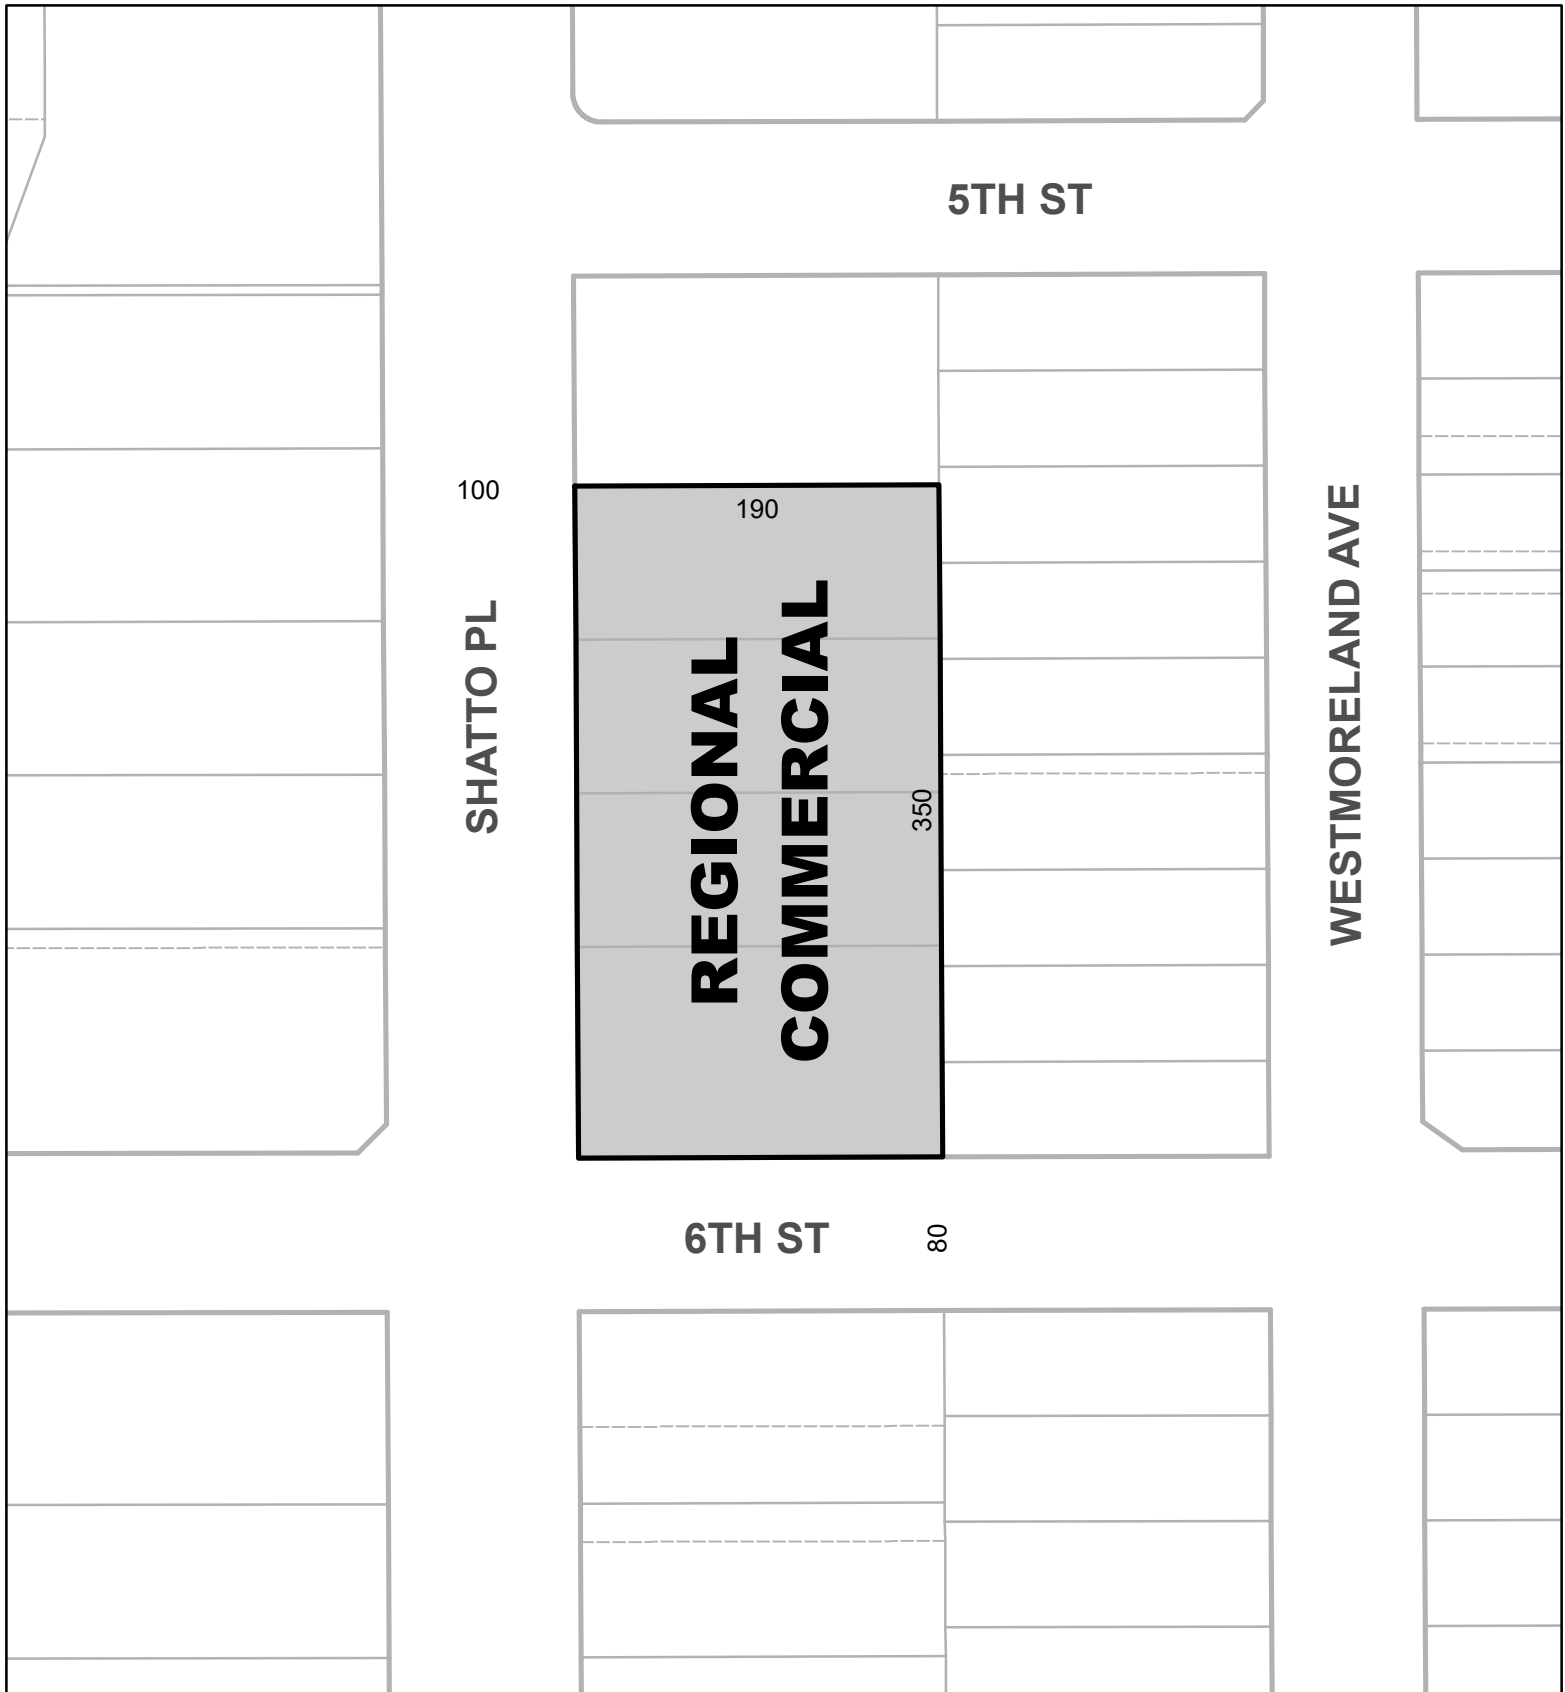 5TH ST
100
190
SHATTO PL
REGIONAL
COMMERCIAL
350
WESTMORELAND AVE
6TH ST
80